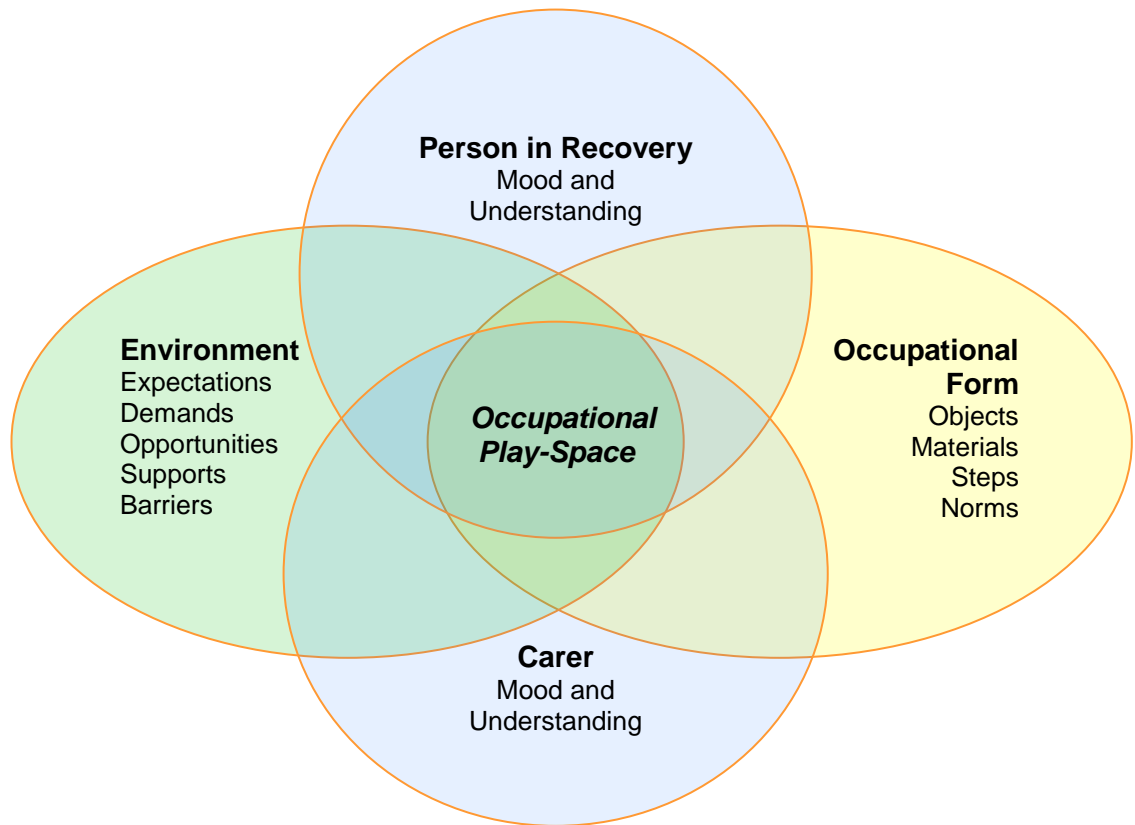 Person in Recovery
Mood and
Understanding
Environment
Expectations
Demands
Opportunities
Supports
Barriers
Occupational
Play-Space
Occupational
Form
Objects
Materials
Steps
Norms
Carer
Mood and
Understanding